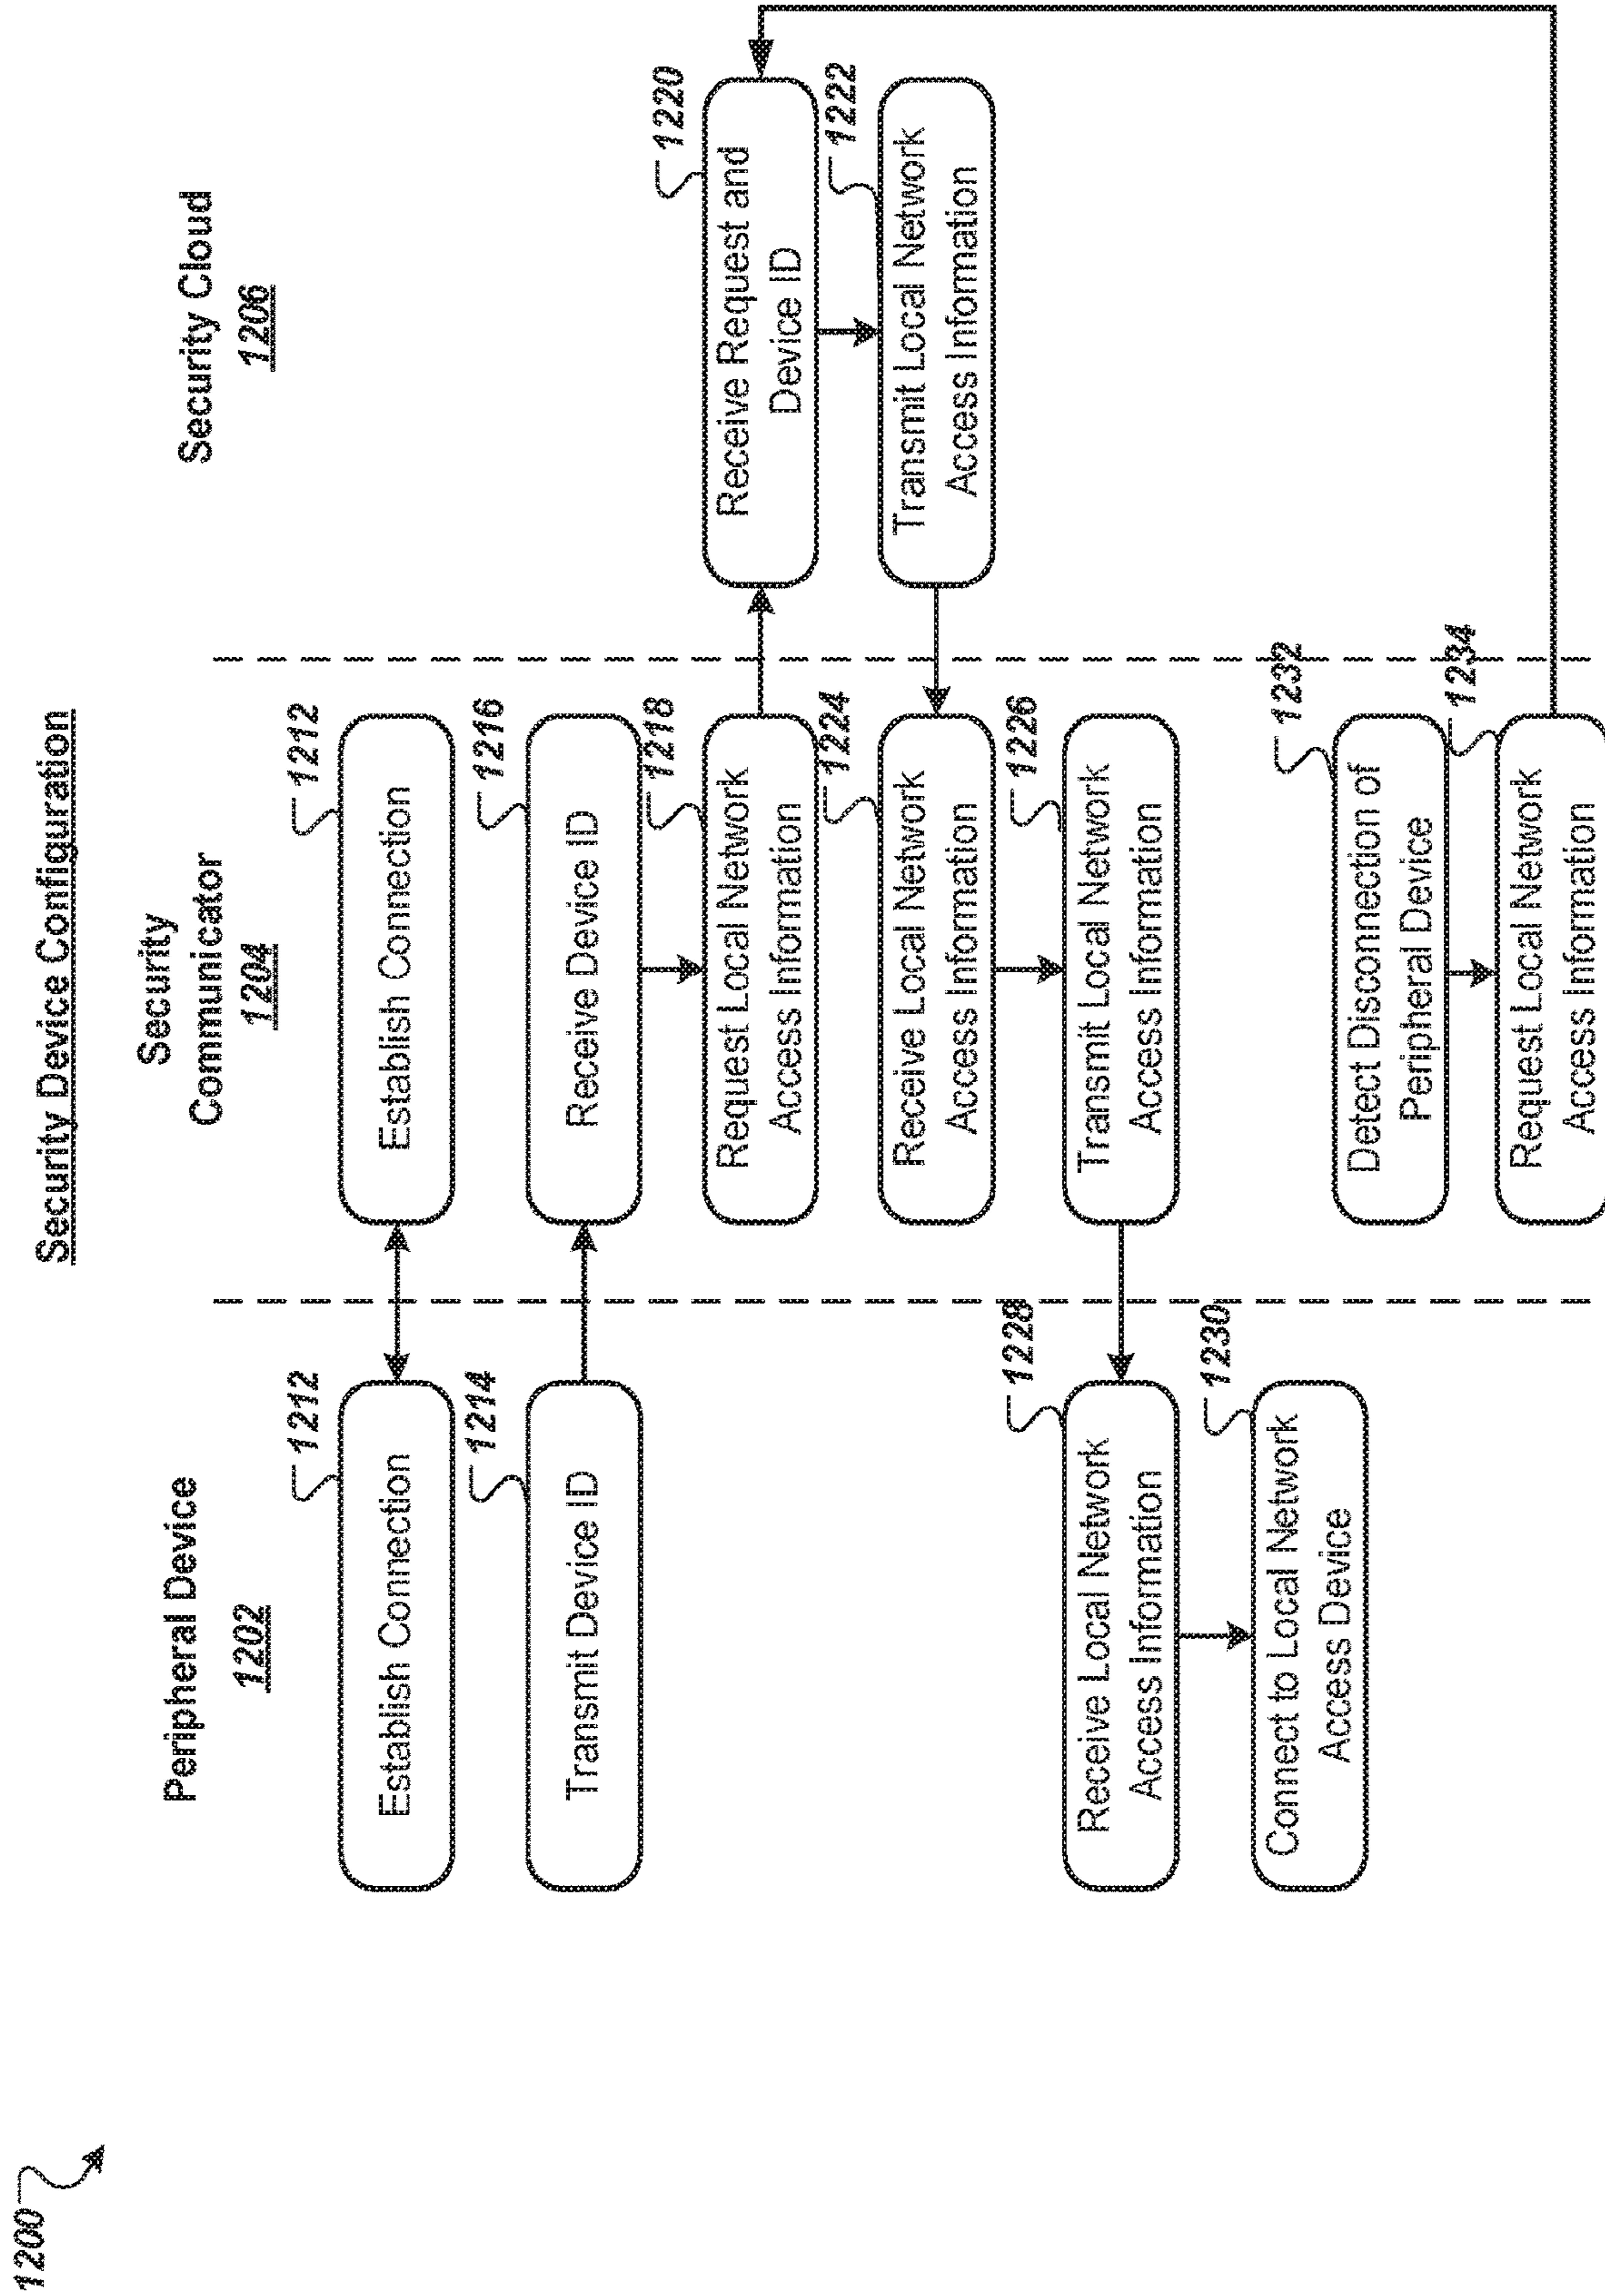 1200
Security Device Configuration
Peripheral Device
1202
Security
Communicator
1204
Security Cloud
1206
1212
Establish Connection
1212
Establish Connection
1214
Transmit Device ID
1216
Receive Device ID
1218
Request Local Network
Access Information
1220
Receive Request and
Device ID
1222
Transmit Local Network
Access Information
1224
Receive Local Network
Access Information
1226
Transmit Local Network
Access Information
1228
Receive Local Network
Access Information
1230
Connect to Local Network
Access Device
1232
Detect Disconnection of
Peripheral Device
1234
Request Local Network
Access Information